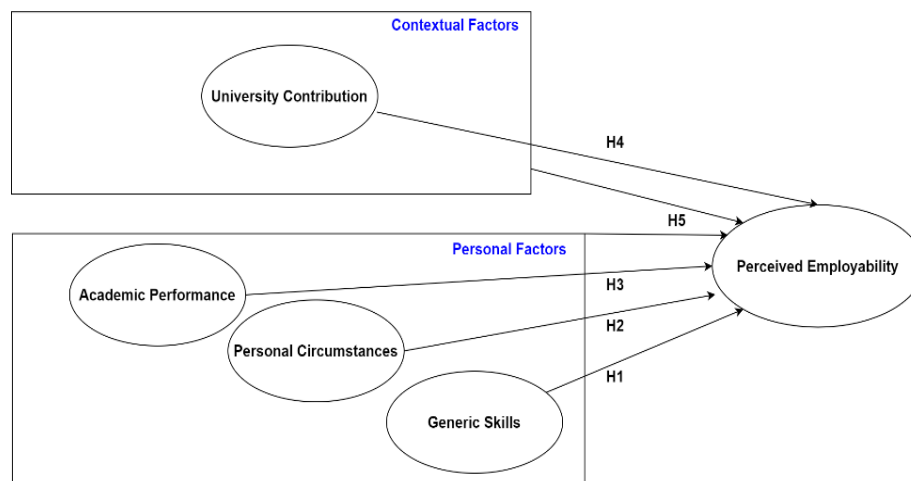 Contextual Factors
University Contribution
H4
H5
Personal Factors
Perceived Employability
Academic Performance
H3
H2
Personal Circumstances
H1
Generic Skills